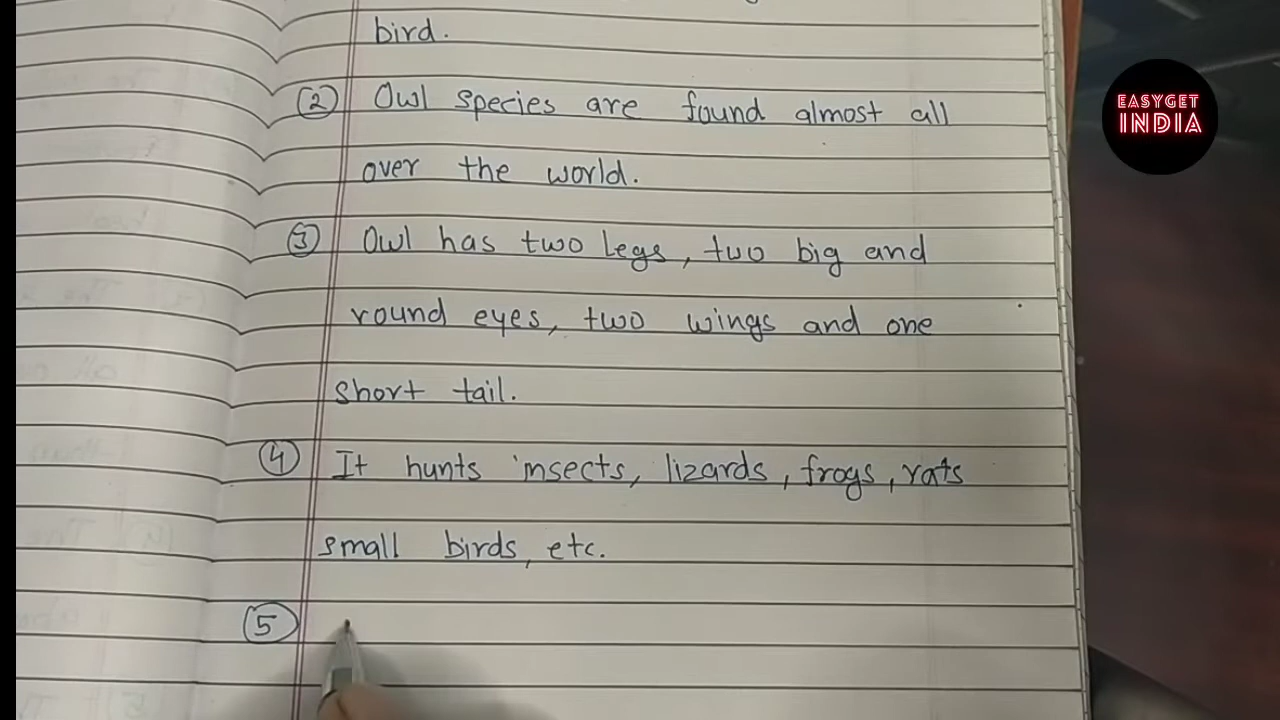 bird.
(2) Owl species are found almost all
over the world.
(3) Owl has two legs, two big and
round eyes, two wings and one
short tail.
(4) It hunts insects, lizards, frogs, rats
small birds, etc.
(5)
EASYGET
INDIA